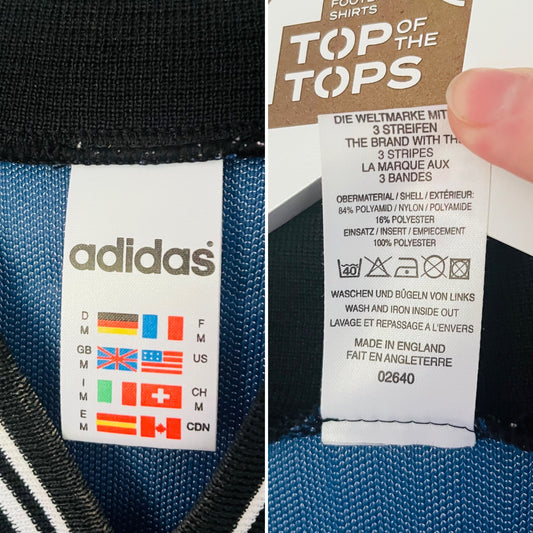 adidas®
D
M
F
M
GB
M
US
I
M
CH
M
E
M
CDN
SHIRTS
TOP OF THE
TOPS
DIE WELTMARKE MIT
3 STREIFEN
THE BRAND WITH THE
3 STRIPES
LA MARQUE AUX
3 BANDES
OBERMATERIAL / SHELL / EXTÉRIEUR:
84% POLYAMID / NYLON / POLYAMIDE
16% POLYESTER
EINSATZ / INSERT / EMPIECEMENT
100% POLYESTER
40
WASCHEN UND BÜGELN VON LINKS
WASH AND IRON INSIDE OUT
LAVAGE ET REPASSAGE A L'ENVERS
MADE IN ENGLAND
FAIT EN ANGLETERRE
02640